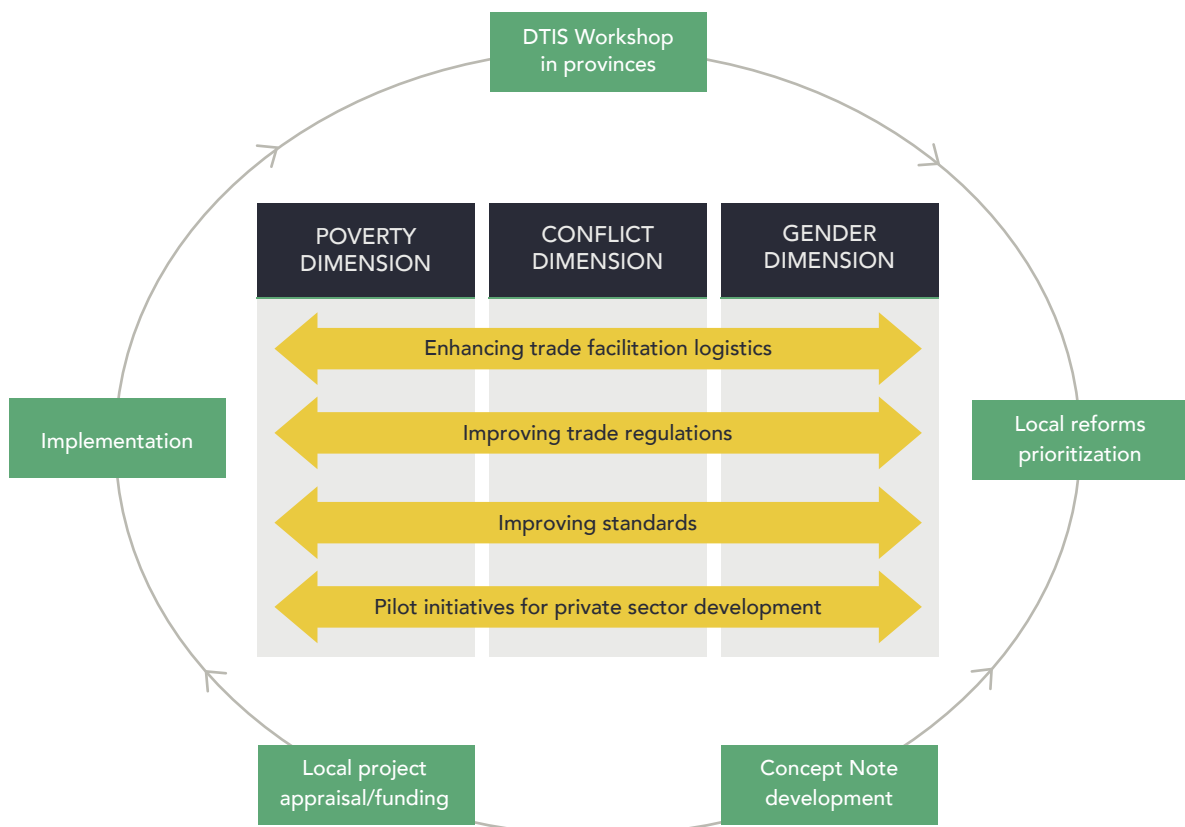 DTIS Workshop
in provinces
POVERTY
DIMENSION
CONFLICT
DIMENSION
GENDER
DIMENSION
Enhancing trade facilitation logistics
Implementation
Improving trade regulations
Local reforms
prioritization
Improving standards
Pilot initiatives for private sector development
Local project
appraisal/funding
Concept Note
development